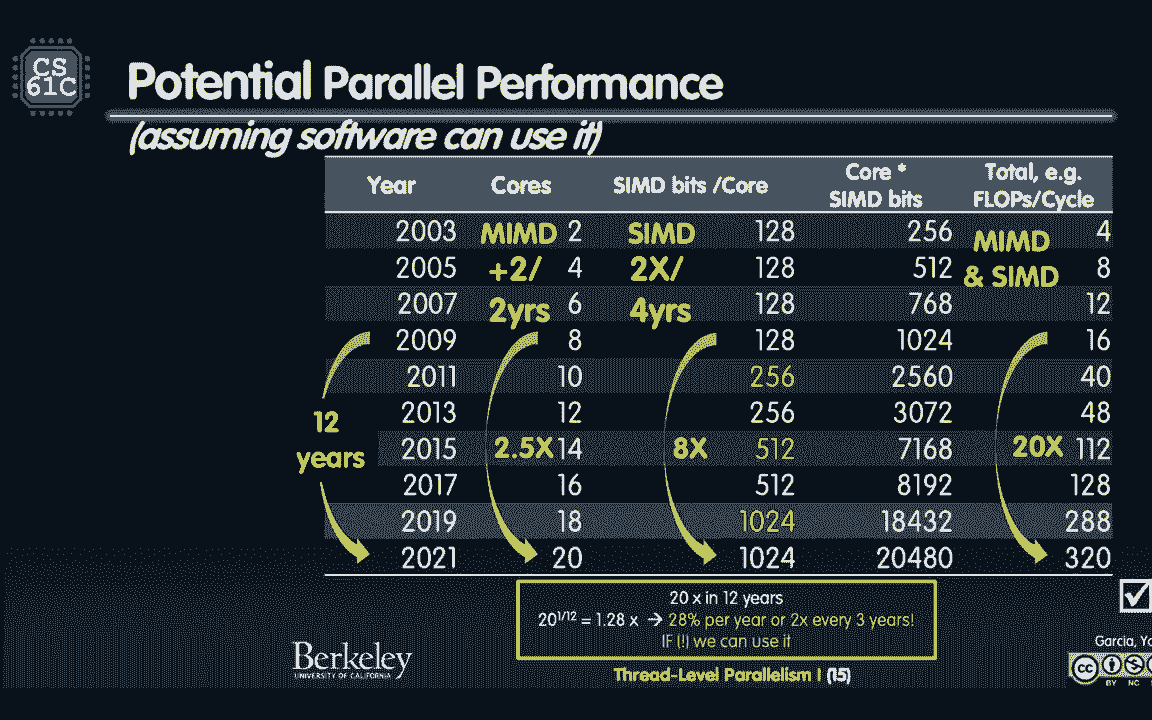 CS
61C
Potential Parallel Performance
(assuming software can use it)
Year Cores SIMD bits /Core Core * SIMD bits Total, e.g. FLOPs/Cycle
2003 MIMD 2 SIMD 128 256 MIMD 4
2005 +2/ 4 2X/ 128 512 & SIMD 8
2007 2yrs 6 4yrs 128 768 12
2009 8 128 1024 16
2011 10 256 2560 40
12 2013 12 256 3072 48
years 2015 2.5X 14 8X 512 7168 20X 112
2017 16 512 8192 128
2019 18 1024 18432 288
2021 20 1024 20480 320
20 x in 12 years
20^1/12 = 1.28 x → 28% per year or 2x every 3 years!
IF (!) we can use it
Berkeley
UNIVERSITY OF CALIFORNIA
Thread-Level Parallelism I (15)
Garcia, Yo
cc
BY NC